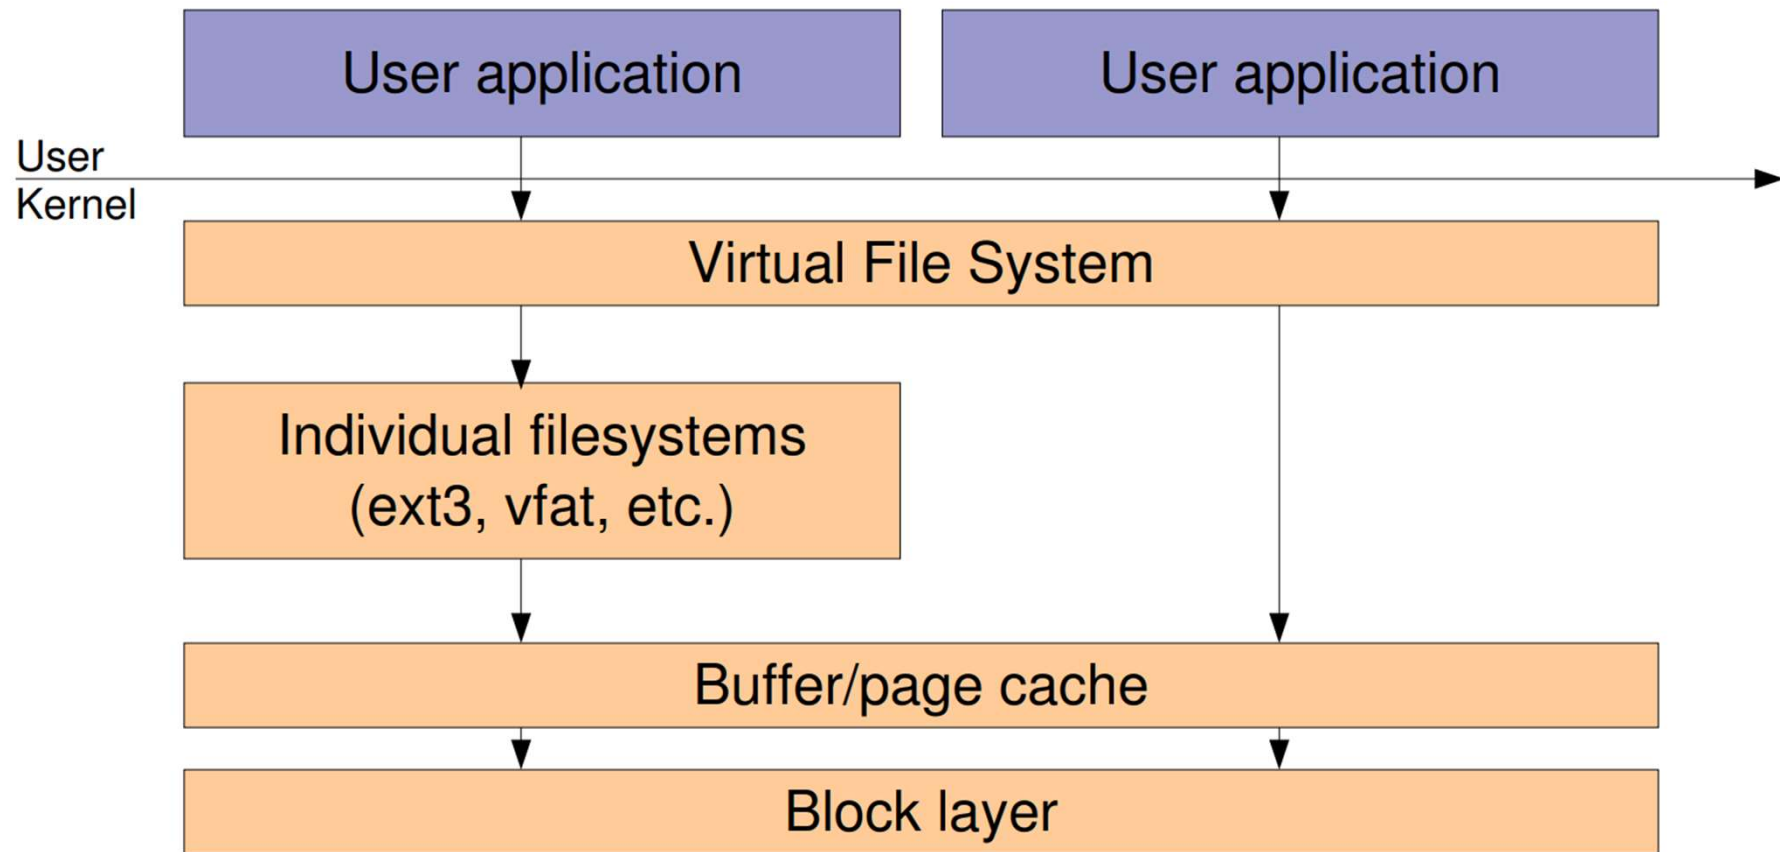 User application
User application
User
Kernel
Virtual File System
Individual filesystems
(ext3, vfat, etc.)
Buffer/page cache
Block layer